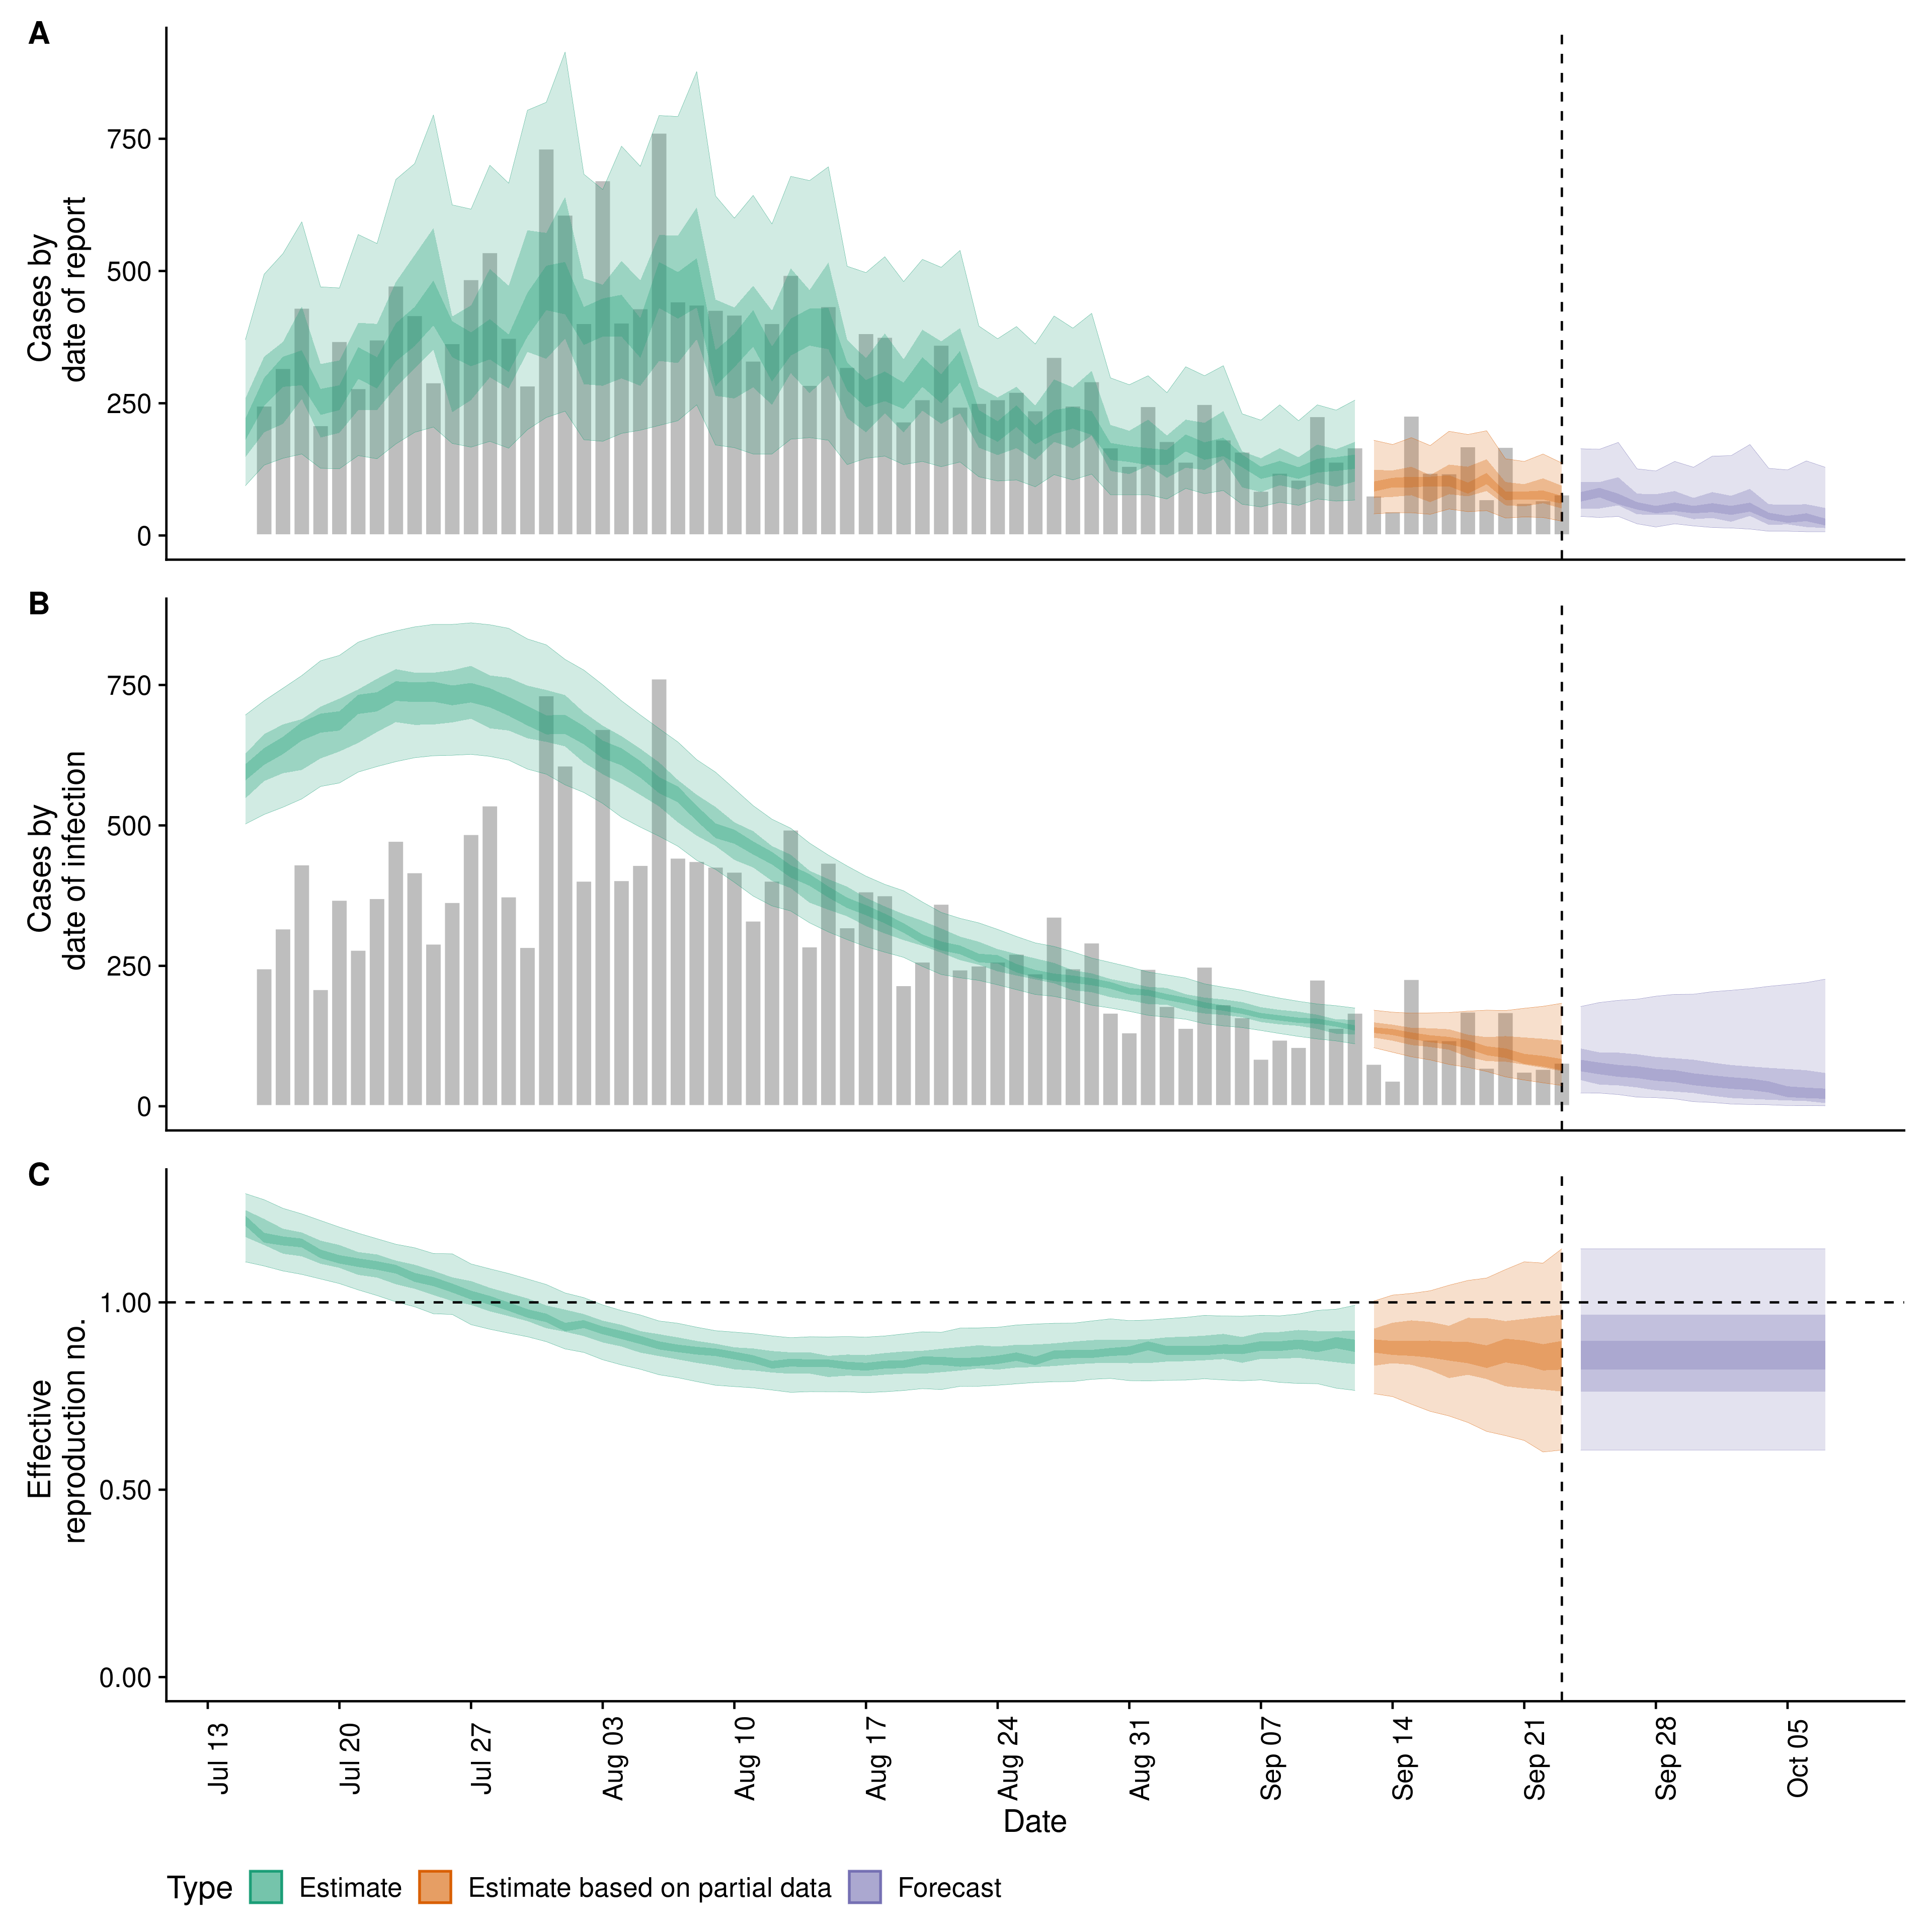 A
Cases by
date of report
750
500
250
0
B
Cases by
date of infection
750
500
250
0
C
Effective
reproduction no.
1.00
0.50
0.00
Jul 13
Jul 20
Jul 27
Aug 03
Aug 10
Aug 17
Aug 24
Aug 31
Sep 07
Sep 14
Sep 21
Sep 28
Oct 05
Date
Type Estimate Estimate based on partial data Forecast